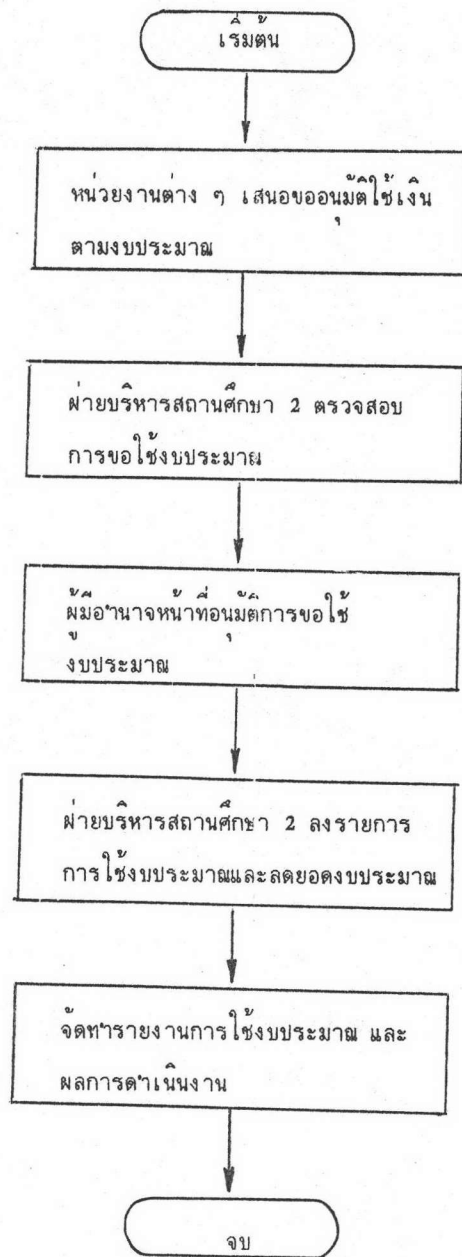 เริ่มต้น
หน่วยงานต่าง ๆ เสนอขออนุมัติใช้เงิน
ตามงบประมาณ
ฝ่ายบริหารสถานศึกษา 2 ตรวจสอบ
การขอใช้งบประมาณ
ผู้มีอำนาจหน้าที่อนุมัติการขอใช้
งบประมาณ
ฝ่ายบริหารสถานศึกษา 2 ลงรายการ
การใช้งบประมาณและลดยอดงบประมาณ
จัดทำรายงานการใช้งบประมาณ และ
ผลการดำเนินงาน
จบ